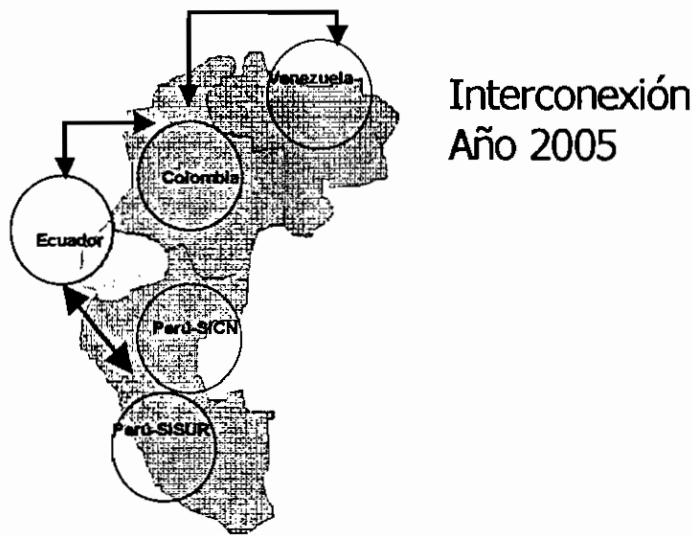 Venezuela-
Interconexión
Año 2005
Colombia
Ecuador
Perú-SICN
Perú-SISUR